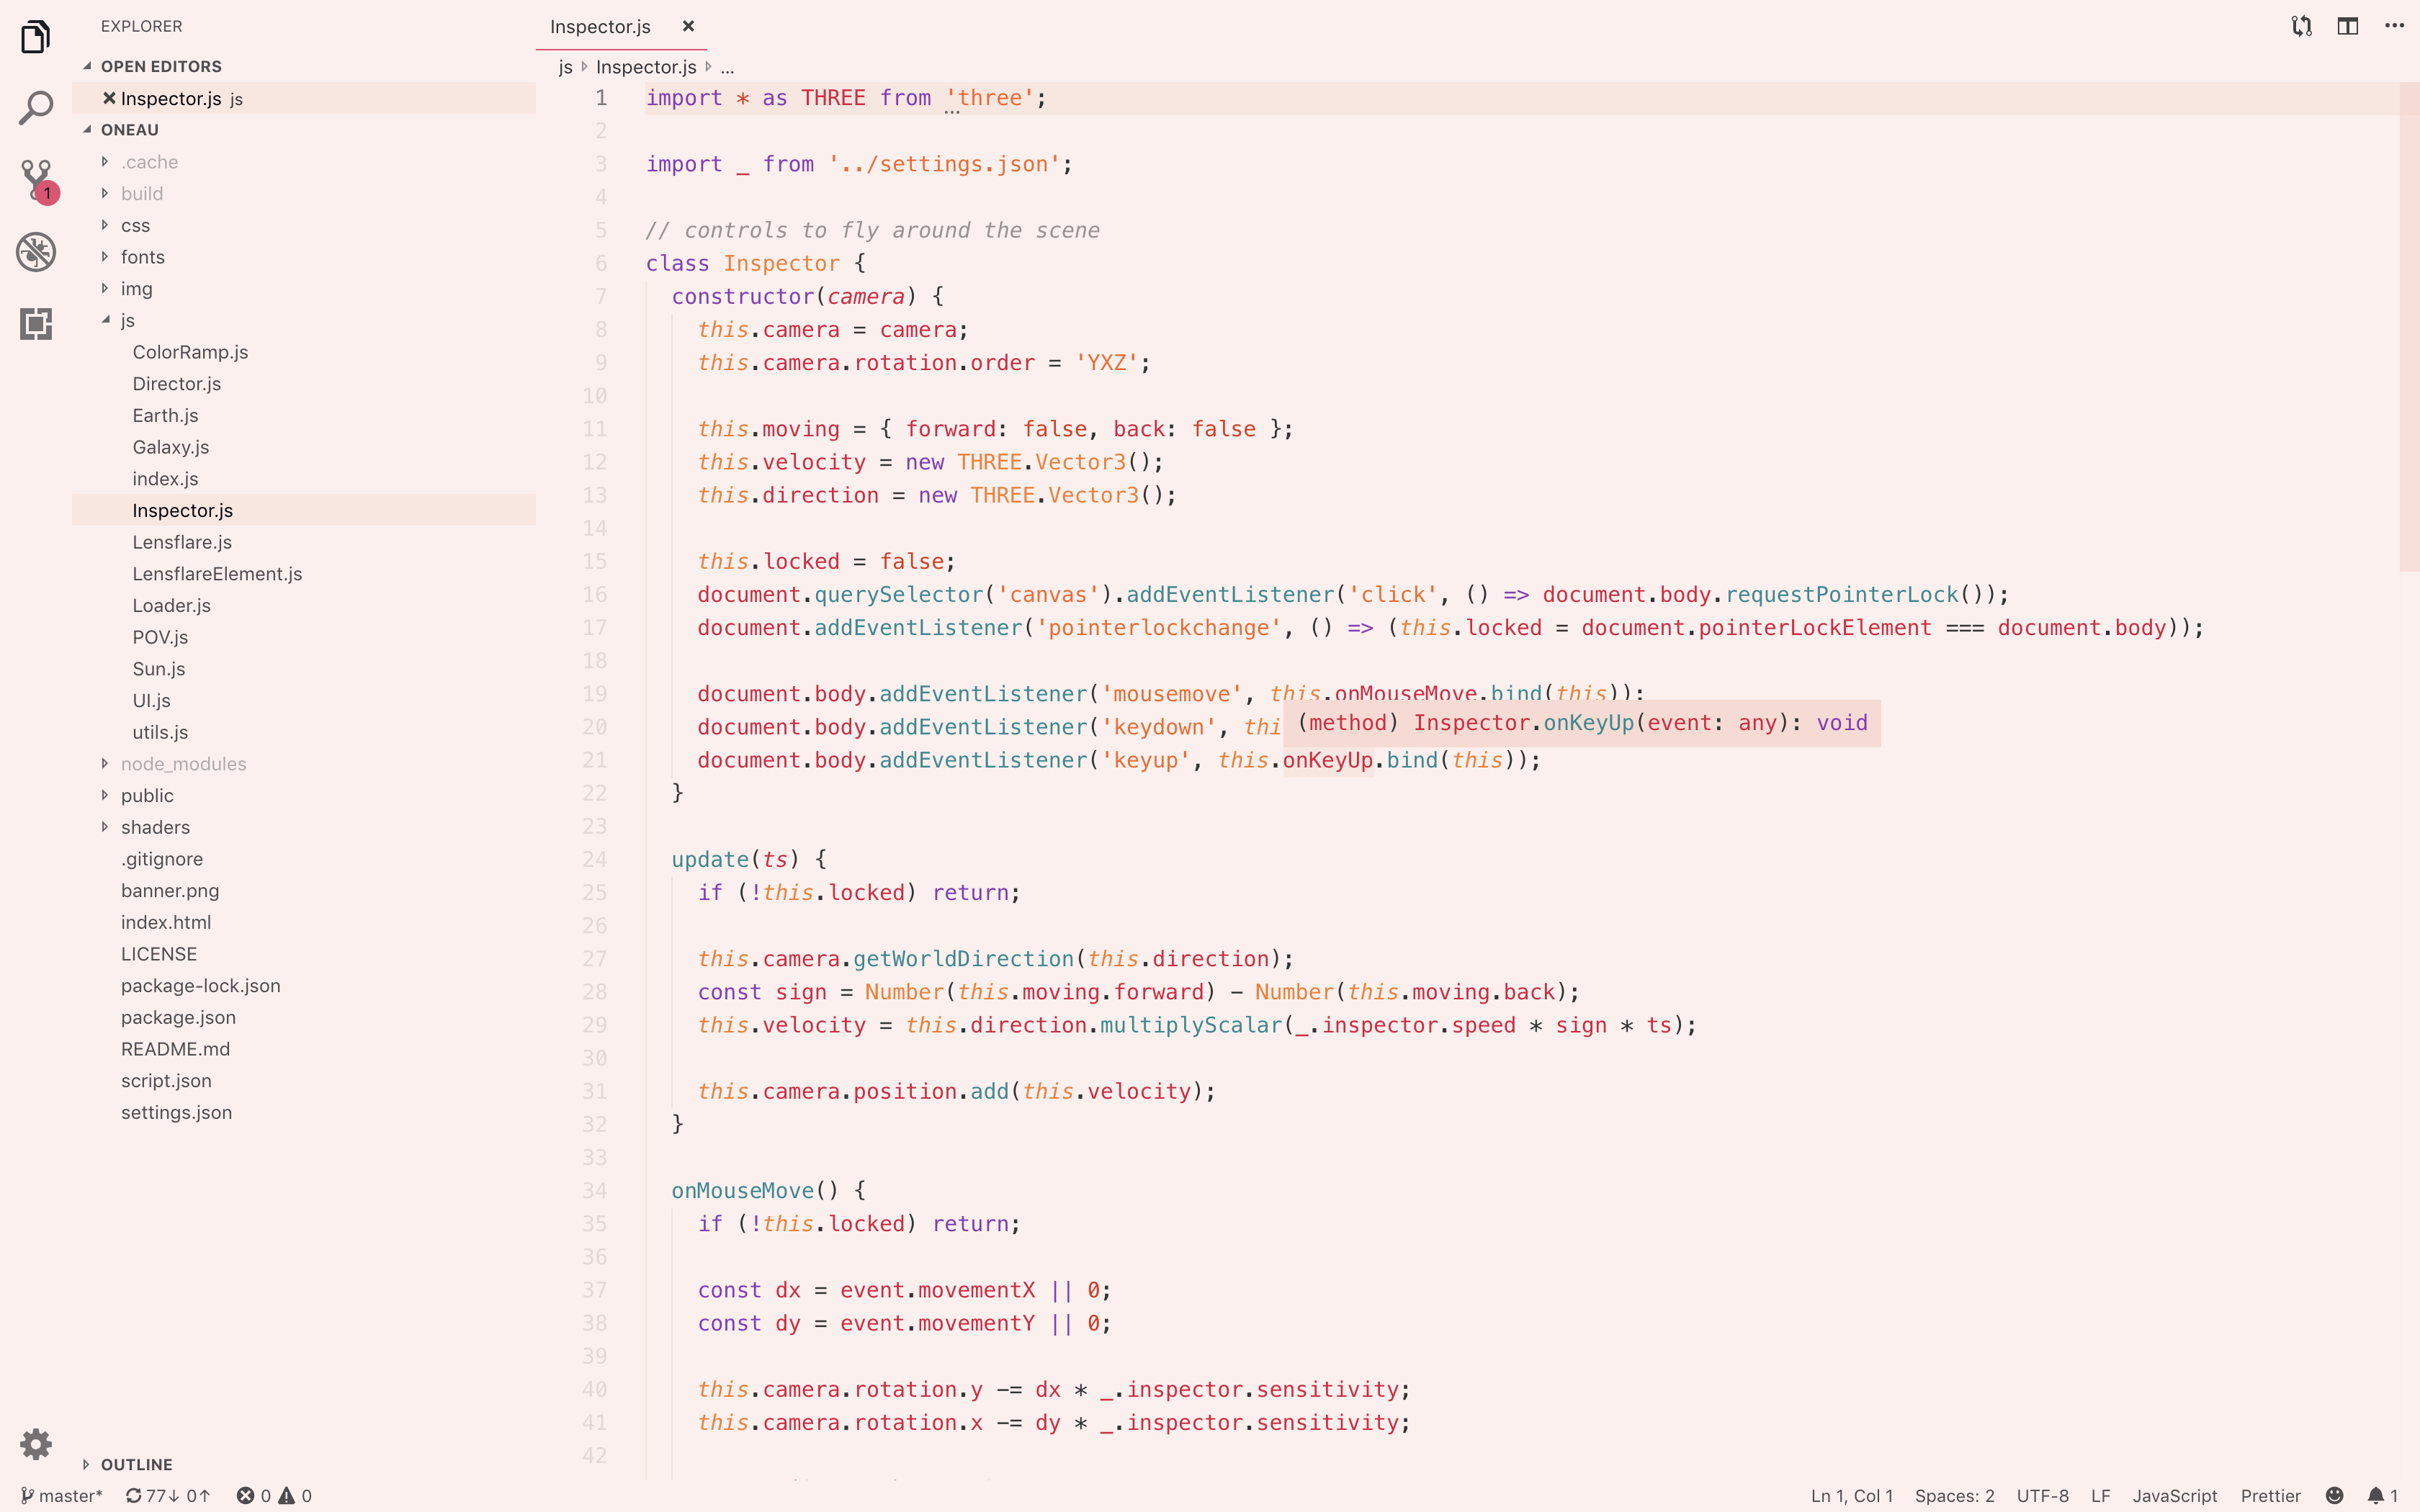 EXPLORER
OPEN EDITORS
Inspector.js js
ONEAU
.cache
build
css
fonts
img
js
ColorRamp.js
Director.js
Earth.js
Galaxy.js
index.js
Inspector.js
Lensflare.js
LensflareElement.js
Loader.js
POV.js
Sun.js
UI.js
utils.js
node_modules
public
shaders
.gitignore
banner.png
index.html
LICENSE
package-lock.json
package.json
README.md
script.json
settings.json
OUTLINE
1
Inspector.js
js Inspector.js ...
1 import * as THREE from 'three';
2
3 import _ from '../settings.json';
4
5 // controls to fly around the scene
6 class Inspector {
7 constructor(camera) {
8 this.camera = camera;
9 this.camera.rotation.order = 'YXZ';
10
11 this.moving = { forward: false, back: false };
12 this.velocity = new THREE.Vector3();
13 this.direction = new THREE.Vector3();
14
15 this.locked = false;
16 document.querySelector('canvas').addEventListener('click', () => document.body.requestPointerLock());
17 document.addEventListener('pointerlockchange', () => (this.locked = document.pointerLockElement === document.body));
18
19 document.body.addEventListener('mousemove', this.onMouseMove.bind(this));
20 document.body.addEventListener('keydown', thi
(method) Inspector.onKeyUp(event: any): void
21 document.body.addEventListener('keyup', this.onKeyUp.bind(this));
22 }
23
24 update(ts) {
25 if (!this.locked) return;
26
27 this.camera.getWorldDirection(this.direction);
28 const sign = Number(this.moving.forward) - Number(this.moving.back);
29 this.velocity = this.direction.multiplyScalar(_.inspector.speed * sign * ts);
30
31 this.camera.position.add(this.velocity);
32 }
33
34 onMouseMove() {
35 if (!this.locked) return;
36
37 const dx = event.movementX || 0;
38 const dy = event.movementY || 0;
39
40 this.camera.rotation.y -= dx * _.inspector.sensitivity;
41 this.camera.rotation.x -= dy * _.inspector.sensitivity;
42
master* 77↓ 0↑ 0 0 Ln 1, Col 1 Spaces: 2 UTF-8 LF JavaScript Prettier 1